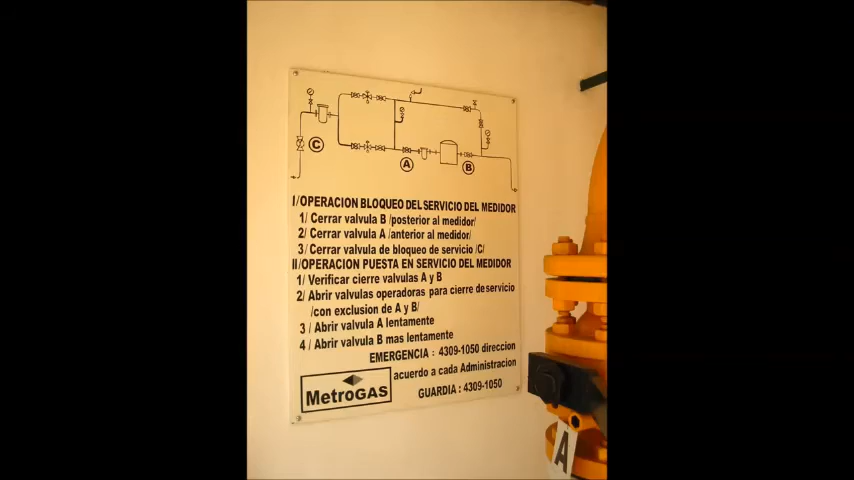 C
A
B
I/OPERACION BLOQUEO DEL SERVICIO DEL MEDIDOR
1/ Cerrar valvula B /posterior al medidor/
2/ Cerrar valvula A /anterior al medidor/
3/ Cerrar valvula de bloqueo de servicio /C/
II/OPERACION PUESTA EN SERVICIO DEL MEDIDOR
1/ Verificar cierre valvulas A y B
2/ Abrir valvulas operadoras para cierre de servicio
/con exclusion de A y B/
3/ Abrir valvula A lentamente
4/ Abrir valvula B mas lentamente
EMERGENCIA : 4309-1050 direccion
acuerdo a cada Administracion
MetroGAS
GUARDIA : 4309-1050
A